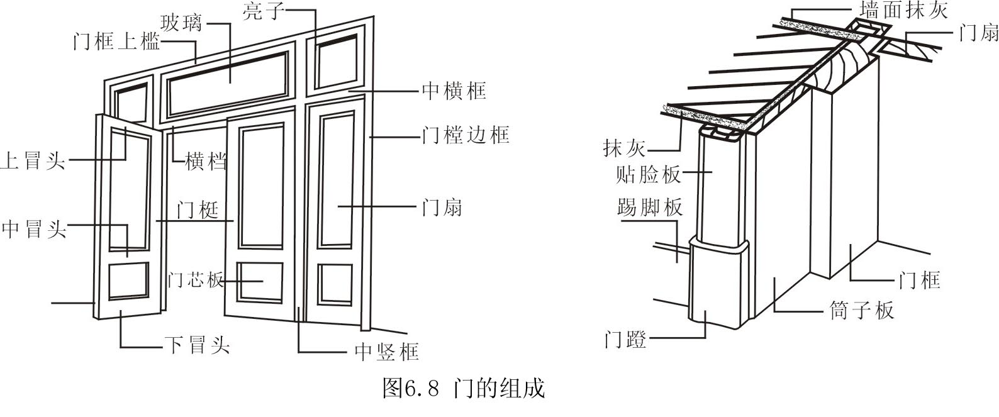 亮子
玻璃
门框上槛
中横框
门樘边框
上冒头
横档
门扇
门梃
中冒头
门芯板
下冒头
中竖框
墙面抹灰
门扇
抹灰
贴脸板
踢脚板
门框
筒子板
门蹬
图6.8 门的组成